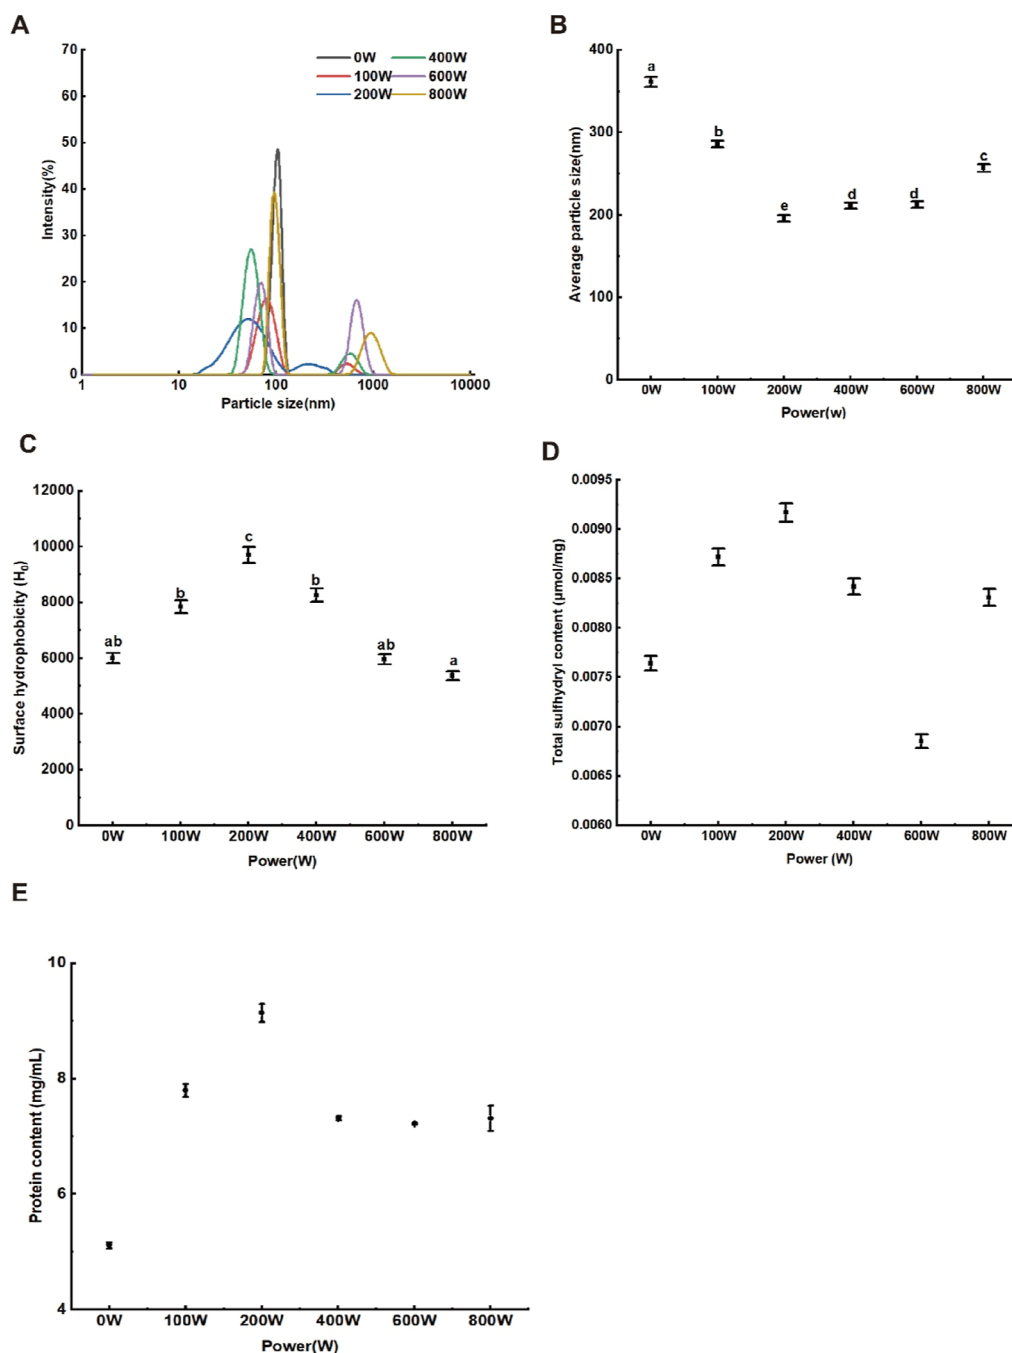 A
70
60
50
40
30
20
10
0
Intensity(%)
0W
400W
100W
600W
200W
800W
1
10
100
1000
10000
Particle size(nm)
B
400
300
200
100
0
Average particle size(nm)
a
b
e
d
d
c
0W
100W
200W
400W
600W
800W
Power(w)
C
12000
10000
8000
6000
4000
2000
0
Surface hydrophobicity (H0)
ab
b
c
b
ab
a
0W
100W
200W
400W
600W
800W
Power(W)
D
0.0095
0.0090
0.0085
0.0080
0.0075
0.0070
0.0065
0.0060
Total sulfhydryl content (μmol/mg)
0W
100W
200W
400W
600W
800W
Power (W)
E
10
8
6
4
Protein content (mg/mL)
0W
100W
200W
400W
600W
800W
Power(W)